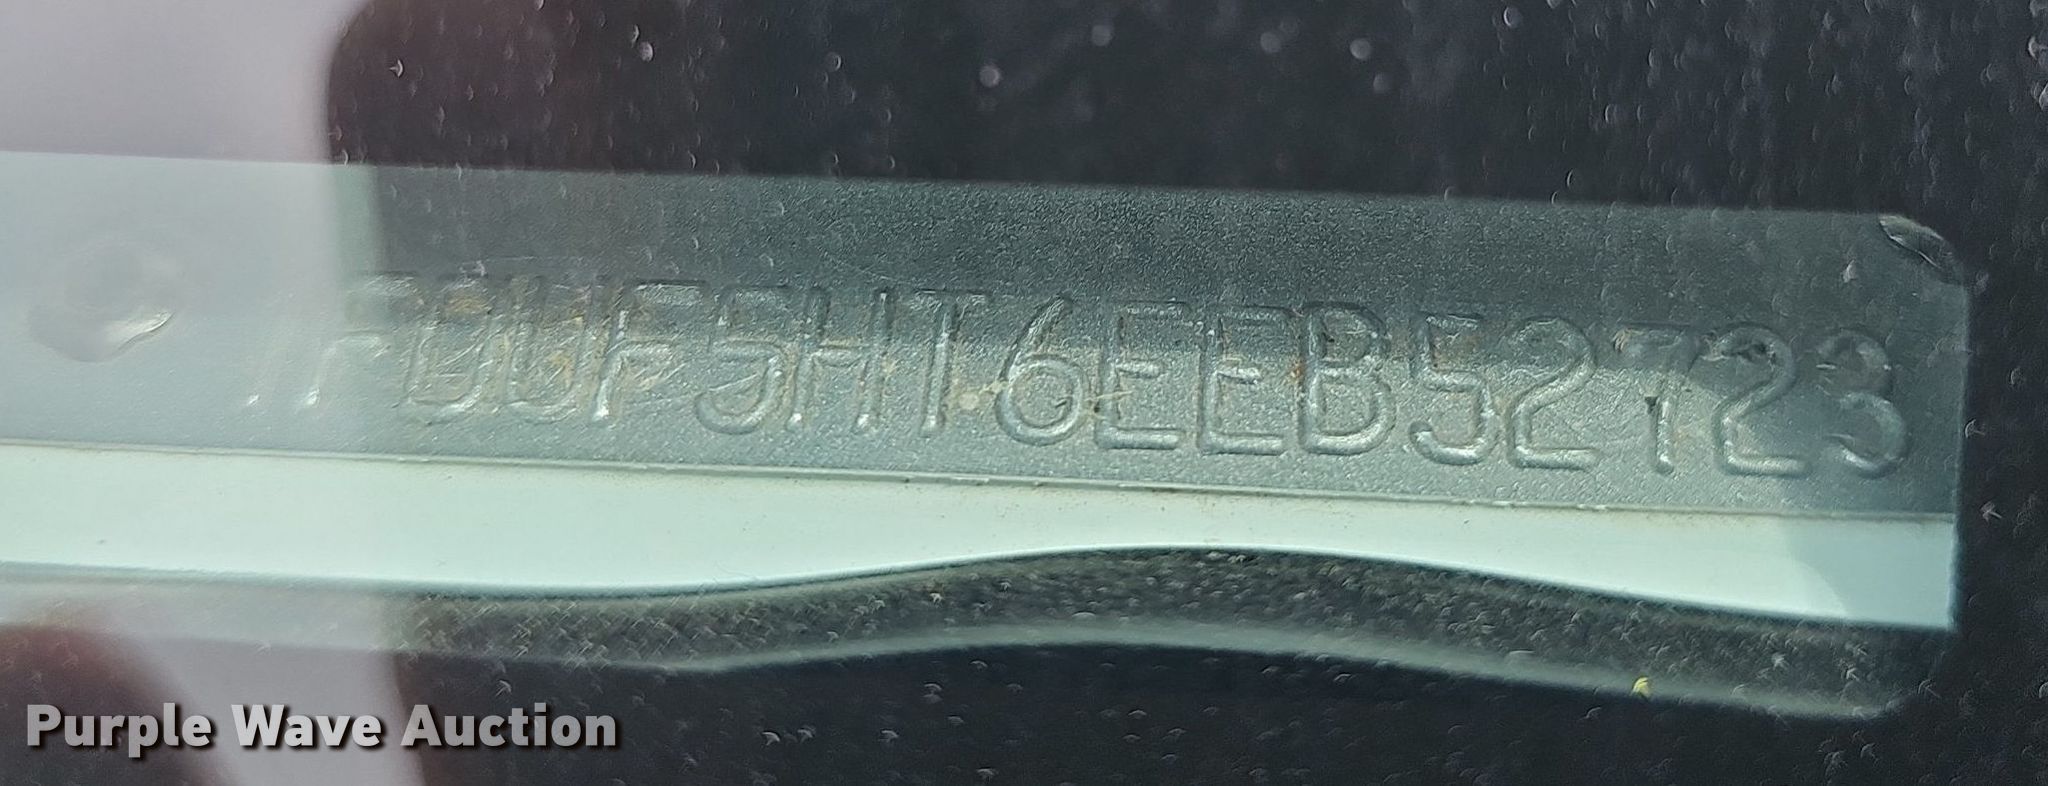 1FDUF5HT6EEB52723
Purple Wave Auction